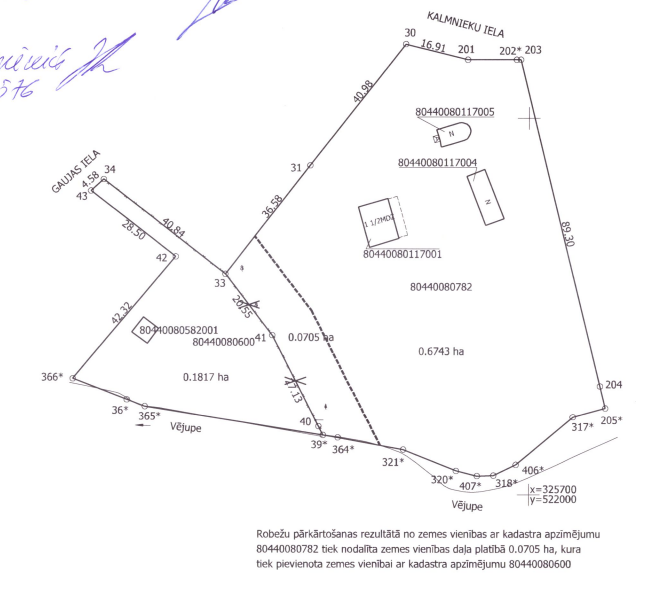 KALMNIEKU IELA
30
16.91
201
202*
203
576
40.98
80440080117005
N
31
80440080117004
GAUJAS IELA
34
4.58
43
N
36.58
40.84
1 1/2MDZ
28.50
89.30
42
80440080117001
33
80440080782
20.55
42.32
80440080582001
41
80440080600
0.0705 ha
0.6743 ha
366*
0.1817 ha
17.13
204
36*
365*
205*
317*
40
Vējupe
39*
364*
321*
406*
320*
407*
318*
x=325700
y=522000
Vējupe
Robežu pārkārtošanas rezultātā no zemes vienības ar kadastra apzīmējumu
80440080782 tiek nodalīta zemes vienības daļa platībā 0.0705 ha, kura
tiek pievienota zemes vienībai ar kadastra apzīmējumu 80440080600